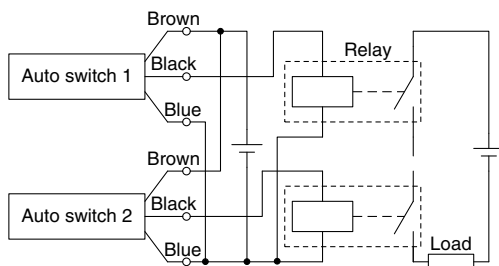 Brown
Auto switch 1
Black
Blue
Relay
Brown
Auto switch 2
Black
Blue
Load